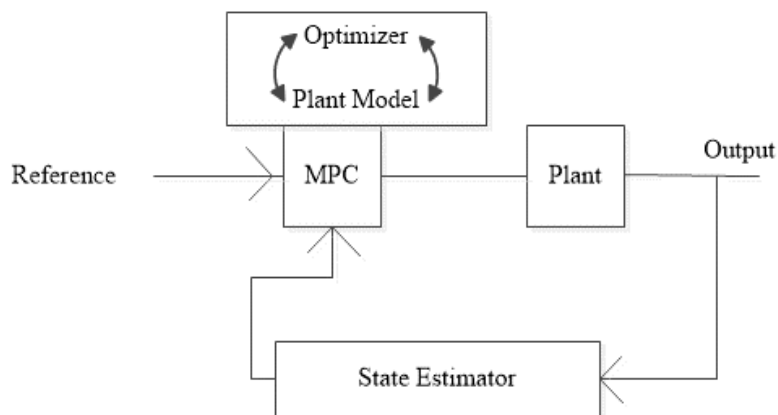 Optimizer
Plant Model
Reference
MPC
Plant
Output
State Estimator